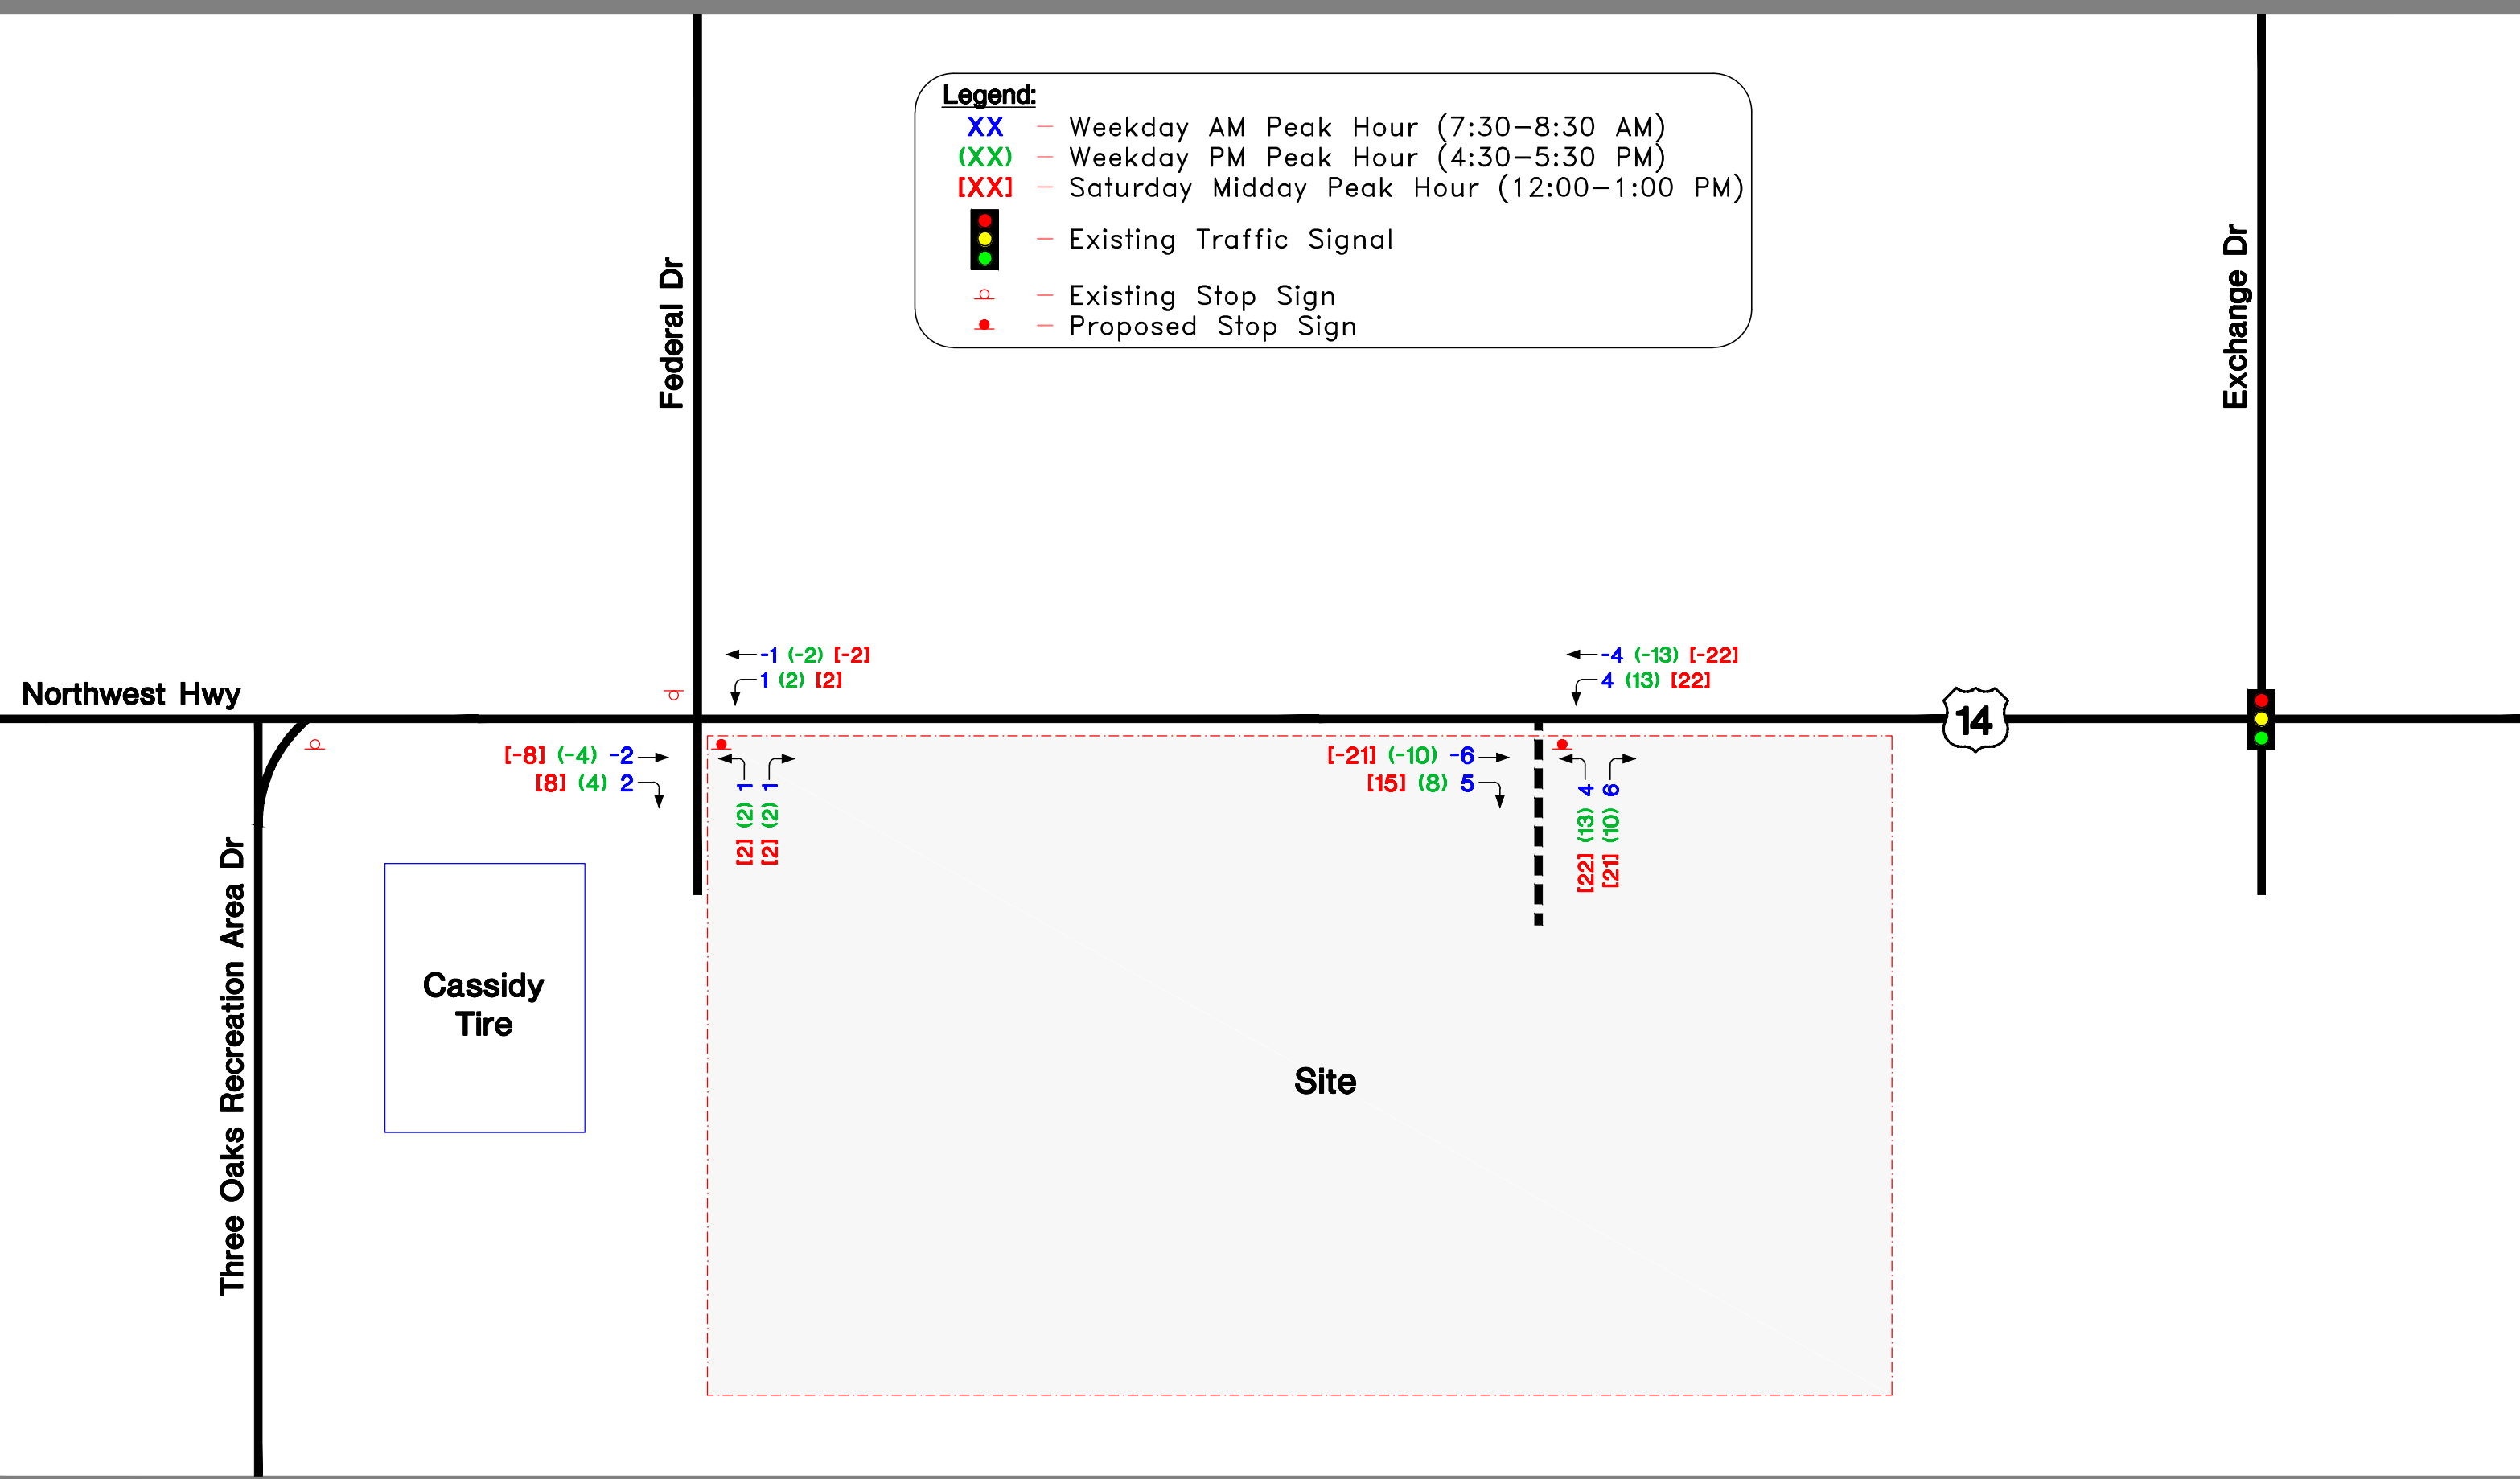 Legend:
XX – Weekday AM Peak Hour (7:30–8:30 AM)
(XX) – Weekday PM Peak Hour (4:30–5:30 PM)
[XX] – Saturday Midday Peak Hour (12:00–1:00 PM)
– Existing Traffic Signal
– Existing Stop Sign
– Proposed Stop Sign
Federal Dr
Exchange Dr
-1 (-2) [-2]
1 (2) [2]
-4 (-13) [-22]
4 (13) [22]
Northwest Hwy
14
[-8] (-4) -2
[8] (4) 2
[2] (2) 1
[2] (2) 1
[-21] (-10) -6
[15] (8) 5
[22] (13) 4
[21] (10) 6
Three Oaks Recreation Area Dr
Cassidy
Tire
Site